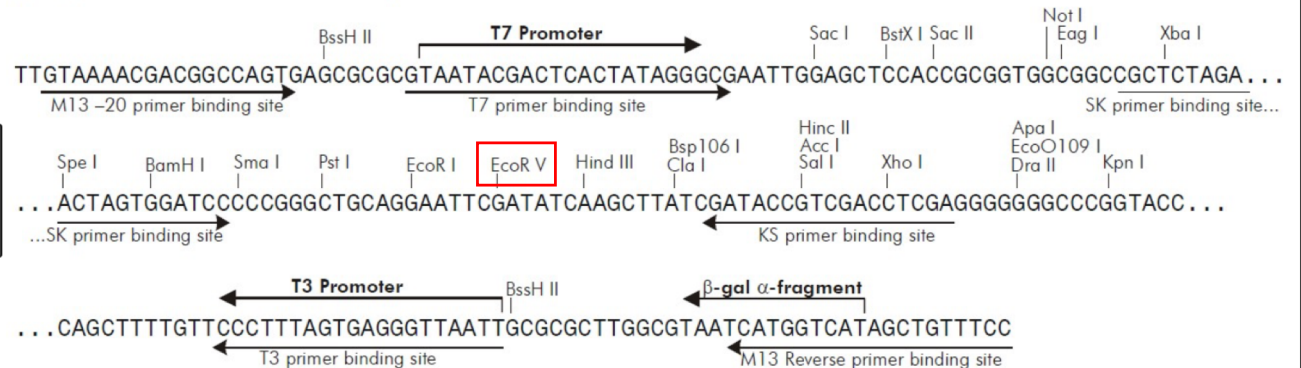 Not I
BssH II T7 Promoter Sac I BstX I Sac II Eag I Xba I
TTGTAAAACGACGGCCAGTGAGCGCGCGTAATACGACTCACTATAGGGCGAATTGGAGCTCCACCGCGGTGGCGGCCGCTCTAGA...
M13 –20 primer binding site T7 primer binding site SK primer binding site...
Hinc II Apa I
Bsp106 I Acc I EcoO109 I
Spe I BamH I Sma I Pst I EcoR I EcoR V Hind III Cla I Sal I Xho I Dra II Kpn I
...ACTAGTGGATCCCCCGGGCTGCAGGAATTCGATATCAAGCTTATCGATACCGTCGACCTCGAGGGGGGGCCCGGTACC...
...SK primer binding site KS primer binding site
T3 Promoter BssH II β-gal α-fragment
...CAGCTTTTGTTCCCTTTAGTGAGGGTTAATTGCGCGCTTGGCGTAATCATGGTCATAGCTGTTTCC
T3 primer binding site M13 Reverse primer binding site